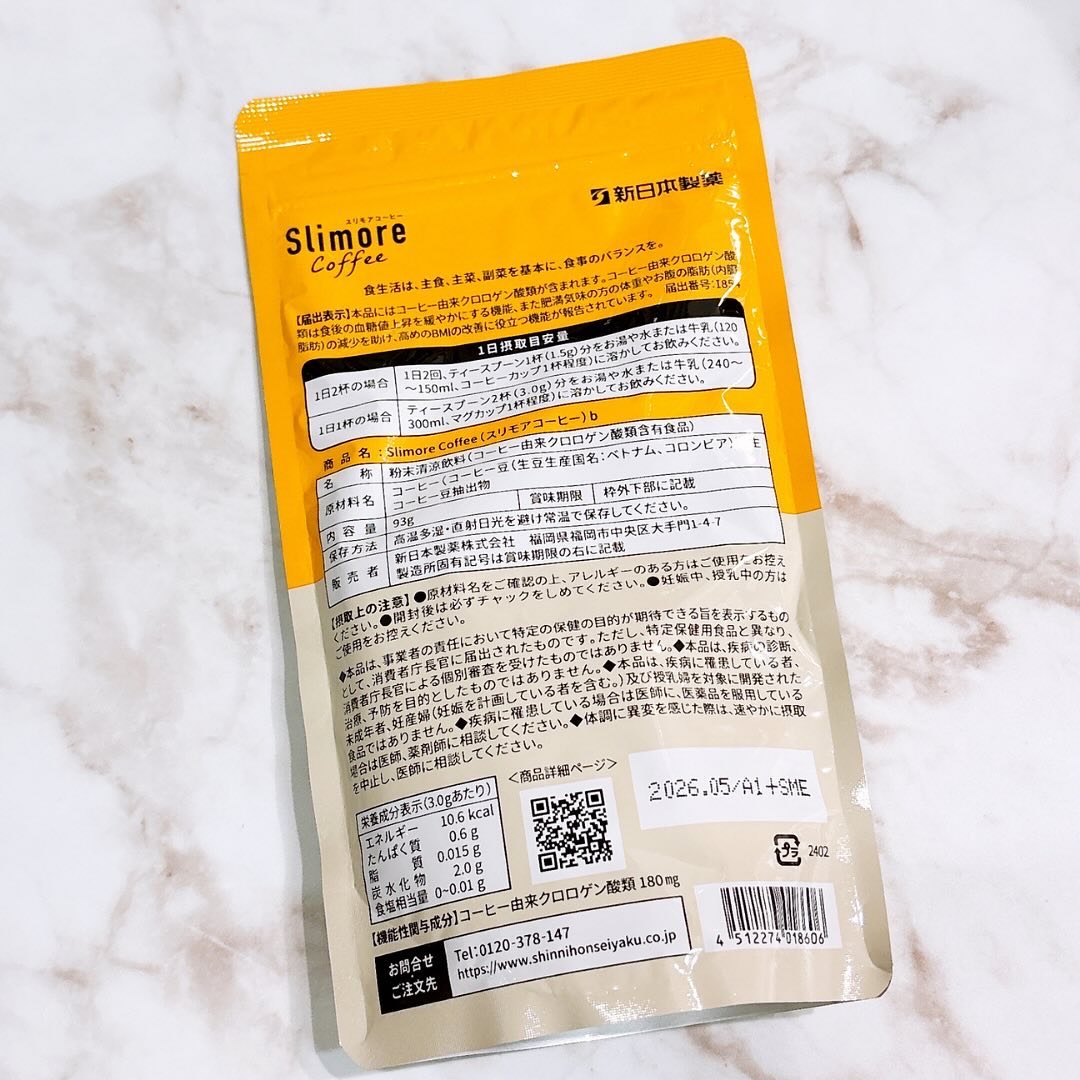 新日本製薬
スリモアコーヒー
Slimore
Coffee
食生活は、主食、主菜、副菜を基本に、食事のバランスを。
【届出表示】本品にはコーヒー由来クロロゲン酸類が含まれます。コーヒー由来クロロゲン酸
類は食後の血糖値上昇を緩やかにする機能、また肥満気味の方の体重やお腹の脂肪(内臓
脂肪)の減少を助け、高めのBMIの改善に役立つ機能が報告されています。 届出番号:I854
1日摂取目安量
1日2杯の場合 1日2回、ティースプーン1杯(1.5g)分をお湯や水または牛乳(120
～150ml、コーヒーカップ1杯程度)に溶かしてお飲みください。
1日1杯の場合 ティースプーン2杯(3.0g)分をお湯や水または牛乳(240～
300ml、マグカップ1杯程度)に溶かしてお飲みください。
商品名:Slimore Coffee(スリモアコーヒー)b
名称 粉末清涼飲料(コーヒー由来クロロゲン酸類含有食品)
原材料名 コーヒー(コーヒー豆(生豆生産国名:ベトナム、コロンビア)
コーヒー豆抽出物
内容量 93g 賞味期限 枠外下部に記載
保存方法 高温多湿・直射日光を避け常温で保存してください。
販売者 新日本製薬株式会社 福岡県福岡市中央区大手門1-4-7
製造所固有記号は賞味期限の右に記載
【摂取上の注意】●原材料名をご確認の上、アレルギーのある方はご使用をお控え
ください。●開封後は必ずチャックをしめてください。●妊娠中、授乳中の方は
ご使用をお控えください。
◆本品は、事業者の責任において特定の保健の目的が期待できる旨を表示するもの
として、消費者庁長官に届出されたものです。ただし、特定保健用食品と異なり、
消費者庁長官による個別審査を受けたものではありません。◆本品は、疾病の診断、
治療、予防を目的としたものではありません。◆本品は、疾病に罹患している者、
未成年者、妊産婦(妊娠を計画している者を含む。)及び授乳婦を対象に開発された
食品ではありません。◆疾病に罹患している場合は医師に、医薬品を服用している
場合は医師、薬剤師に相談してください。◆体調に異変を感じた際は、速やかに摂取
を中止し、医師に相談してください。
栄養成分表示(3.0gあたり)
エネルギー 10.6 kcal
たんぱく質 0.6 g
脂質 0.015 g
炭水化物 2.0 g
食塩相当量 0~0.01 g
＜商品詳細ページ＞
2026.05/A1+SME
プラ
2402
【機能性関与成分】コーヒー由来クロロゲン酸類 180㎎
お問合せ
・
ご注文先
Tel:0120-378-147
https://www.shinnihonseiyaku.co.jp
4 512274 018606